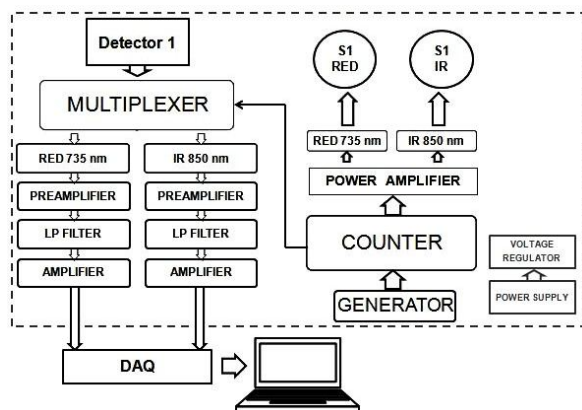 Detector 1
MULTIPLEXER
RED 735 nm
IR 850 nm
PREAMPLIFIER
PREAMPLIFIER
LP FILTER
LP FILTER
AMPLIFIER
AMPLIFIER
DAQ
S1
RED
S1
IR
RED 735 nm
IR 850 nm
POWER AMPLIFIER
COUNTER
GENERATOR
VOLTAGE
REGULATOR
POWER SUPPLY